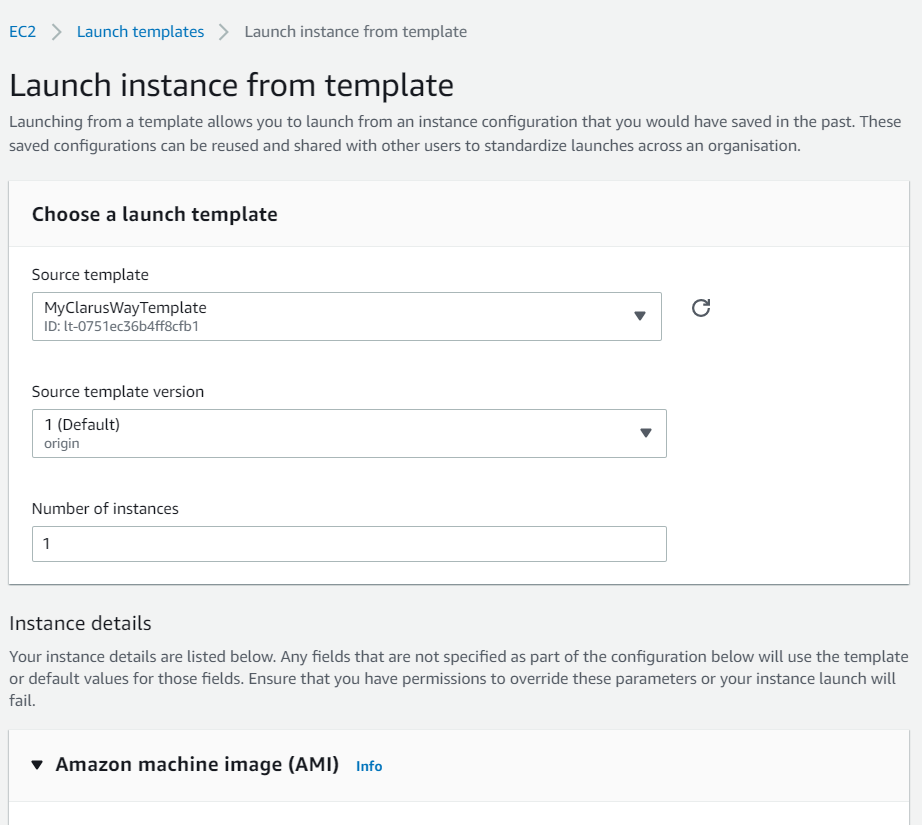 EC2 > Launch templates > Launch instance from template
Launch instance from template
Launching from a template allows you to launch from an instance configuration that you would have saved in the past. These
saved configurations can be reused and shared with other users to standardize launches across an organisation.
Choose a launch template
Source template
MyClarusWayTemplate
ID: lt-0751ec36b4ff8cfb1
Source template version
1 (Default)
origin
Number of instances
1
Instance details
Your instance details are listed below. Any fields that are not specified as part of the configuration below will use the template
or default values for those fields. Ensure that you have permissions to override these parameters or your instance launch will
fail.
Amazon machine image (AMI) Info